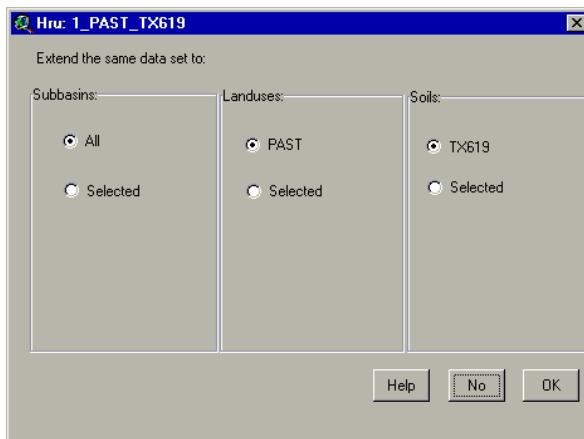 Hru: 1_PAST_TX619
Extend the same data set to:
Subbasins:
All
Selected
Landuses:
PAST
Selected
Soils:
TX619
Selected
Help
No
OK